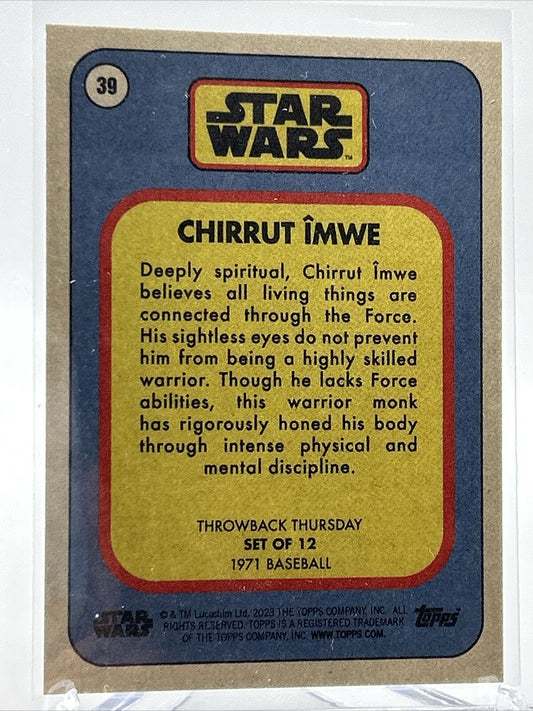 39
STAR
WARS™
CHIRRUT ÎMWE
Deeply spiritual, Chirrut Îmwe
believes all living things are
connected through the Force.
His sightless eyes do not prevent
him from being a highly skilled
warrior. Though he lacks Force
abilities, this warrior monk
has rigorously honed his body
through intense physical and
mental discipline.
THROWBACK THURSDAY
SET OF 12
1971 BASEBALL
STAR
WARS
© & TM Lucasfilm Ltd. 2023 THE TOPPS COMPANY, INC. ALL
RIGHTS RESERVED. TOPPS IS A REGISTERED TRADEMARK
OF THE TOPPS COMPANY, INC. WWW.TOPPS.COM.
topps